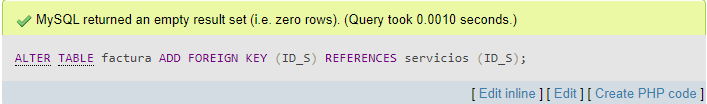 MySQL returned an empty result set (i.e. zero rows). (Query took 0.0010 seconds.)
ALTER TABLE factura ADD FOREIGN KEY (ID_S) REFERENCES servicios (ID_S);
[ Edit inline ] [ Edit ] [ Create PHP code ]